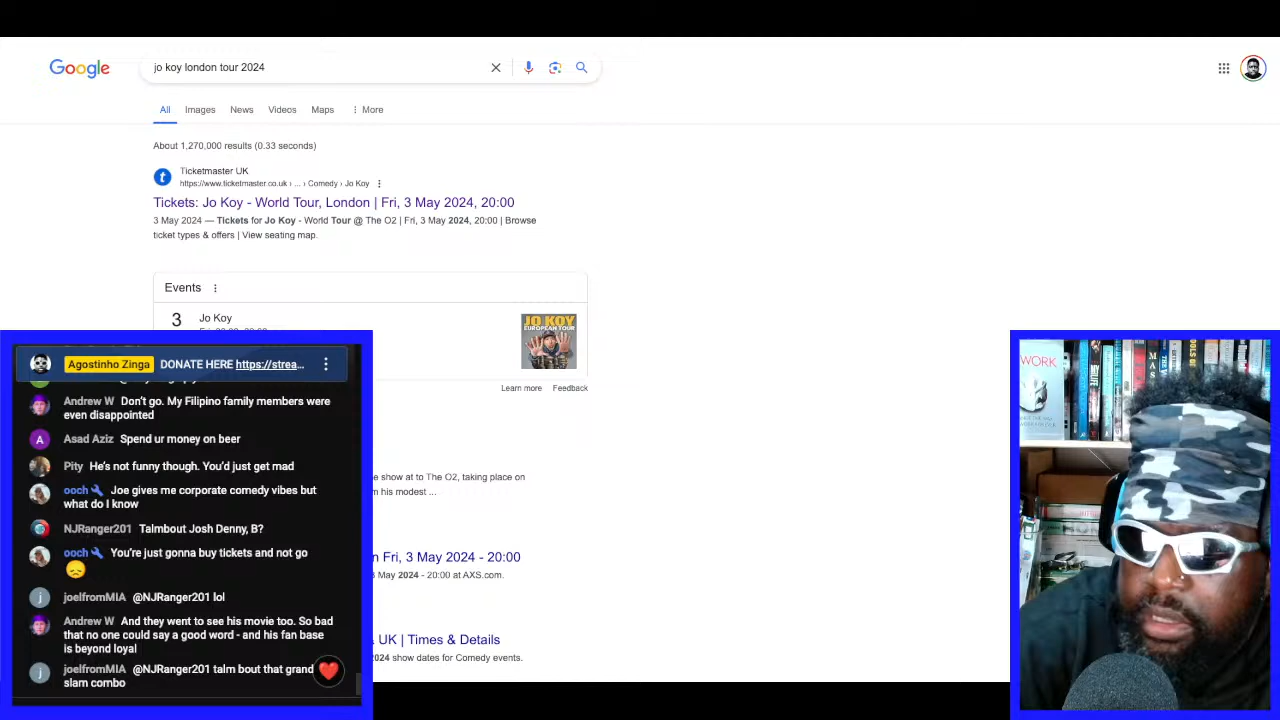 Google
jo koy london tour 2024
All
Images
News
Videos
Maps
More
About 1,270,000 results (0.33 seconds)
Ticketmaster UK
https://www.ticketmaster.co.uk › ... › Comedy › Jo Koy
Tickets: Jo Koy - World Tour, London | Fri, 3 May 2024, 20:00
3 May 2024 — Tickets for Jo Koy - World Tour @ The O2 | Fri, 3 May 2024, 20:00 | Browse
ticket types & offers | View seating map.
Events
3
Jo Koy
JO KOY
EUROPEAN TOUR
Learn more
Feedback
e show at to The O2, taking place on
his modest ...
n Fri, 3 May 2024 - 20:00
May 2024 - 20:00 at AXS.com.
UK | Times & Details
2024 show dates for Comedy events.
Agostinho Zinga DONATE HERE https://strea...
Andrew W Don't go. My Filipino family members were
even disappointed
A
Asad Aziz Spend ur money on beer
Pity He's not funny though. You'd just get mad
ooch Joe gives me corporate comedy vibes but
what do I know
NJRanger201 Talmbout Josh Denny, B?
ooch You're just gonna buy tickets and not go
j
joelfromMIA @NJRanger201 lol
Andrew W And they went to see his movie too. So bad
that no one could say a good word - and his fan base
is beyond loyal
j
joelfromMIA @NJRanger201 talm bout that grand
slam combo
WORK